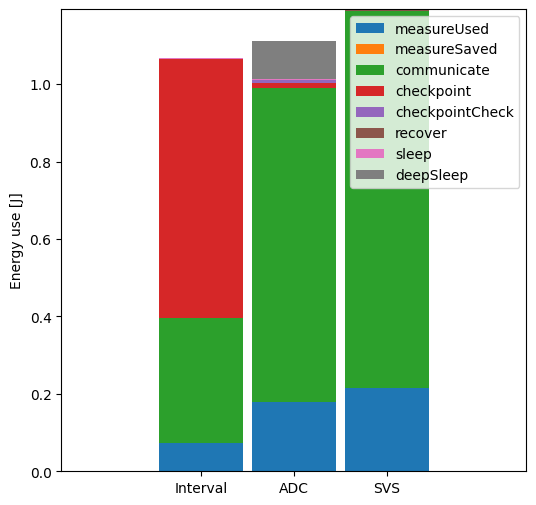 measureUsed
measureSaved
communicate
checkpoint
checkpointCheck
recover
sleep
deepSleep
Energy use [J]
1.0
0.8
0.6
0.4
0.2
0.0
Interval ADC SVS